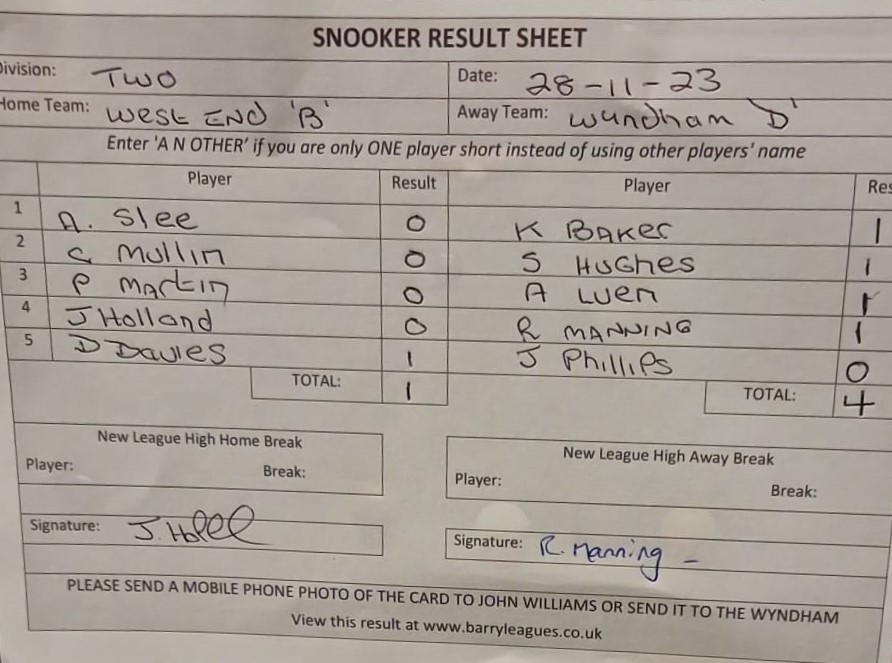 SNOOKER RESULT SHEET
Division: TWO Date: 28-11-23
Home Team: West End 'B' Away Team: Wyndham D'
Enter 'A N OTHER' if you are only ONE player short instead of using other players' name
Player Result Player Res
1 A. Slee 0 K Baker 1
2 C Mullin 0 S Hughes 1
3 P Martin 0 A Luen 1
4 J Holland 0 R MANNING 1
5 D Davies 1 J Phillips 0
TOTAL: 1 TOTAL: 4
New League High Home Break New League High Away Break
Player: Break: Player: Break:
Signature: J. Holl Signature: R. Manning -
PLEASE SEND A MOBILE PHONE PHOTO OF THE CARD TO JOHN WILLIAMS OR SEND IT TO THE WYNDHAM
View this result at www.barryleagues.co.uk